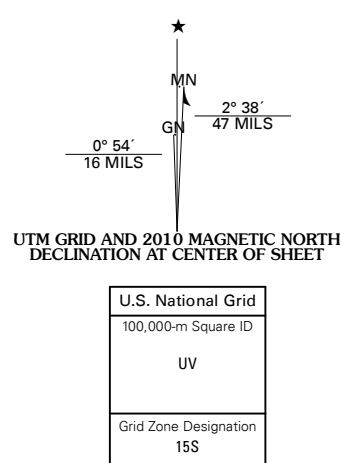 ★
MN
2° 38´
47 MILS
GN
0° 54´
16 MILS
UTM GRID AND 2010 MAGNETIC NORTH
DECLINATION AT CENTER OF SHEET
U.S. National Grid
100,000-m Square ID
UV
Grid Zone Designation
15S